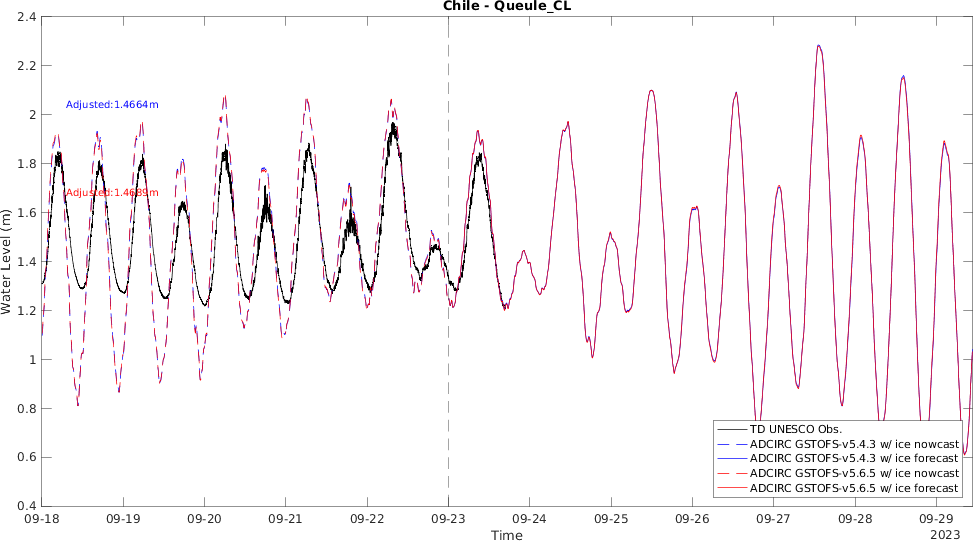 Chile - Queule_CL
2.4
2.2
2
1.8
1.6
1.4
1.2
1
0.8
0.6
0.4
Water Level (m)
Adjusted:1.4664m
Adjusted:1.4689m
TD UNESCO Obs.
ADCIRC GSTOFS-v5.4.3 w/ ice nowcast
ADCIRC GSTOFS-v5.4.3 w/ ice forecast
ADCIRC GSTOFS-v5.6.5 w/ ice nowcast
ADCIRC GSTOFS-v5.6.5 w/ ice forecast
09-18 09-19 09-20 09-21 09-22 09-23 09-24 09-25 09-26 09-27 09-28 09-29
2023
Time